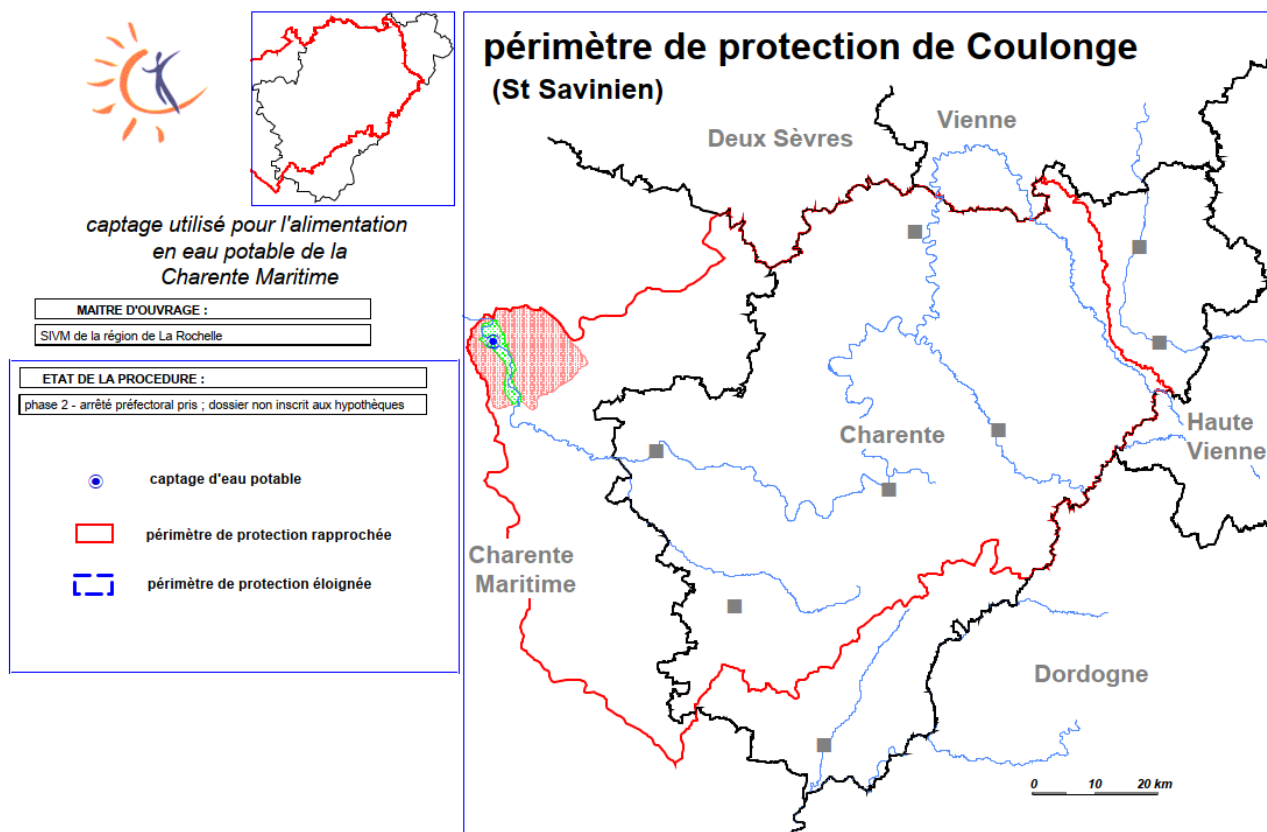 périmètre de protection de Coulonge
(St Savinien)
captage utilisé pour l'alimentation
en eau potable de la
Charente Maritime
MAITRE D'OUVRAGE :
SIVM de la région de La Rochelle
ETAT DE LA PROCEDURE :
phase 2 - arrêté préfectoral pris ; dossier non inscrit aux hypothèques
captage d'eau potable
périmètre de protection rapprochée
périmètre de protection éloignée
Deux Sèvres
Vienne
Charente
Haute
Vienne
Charente
Maritime
Dordogne
0 10 20 km